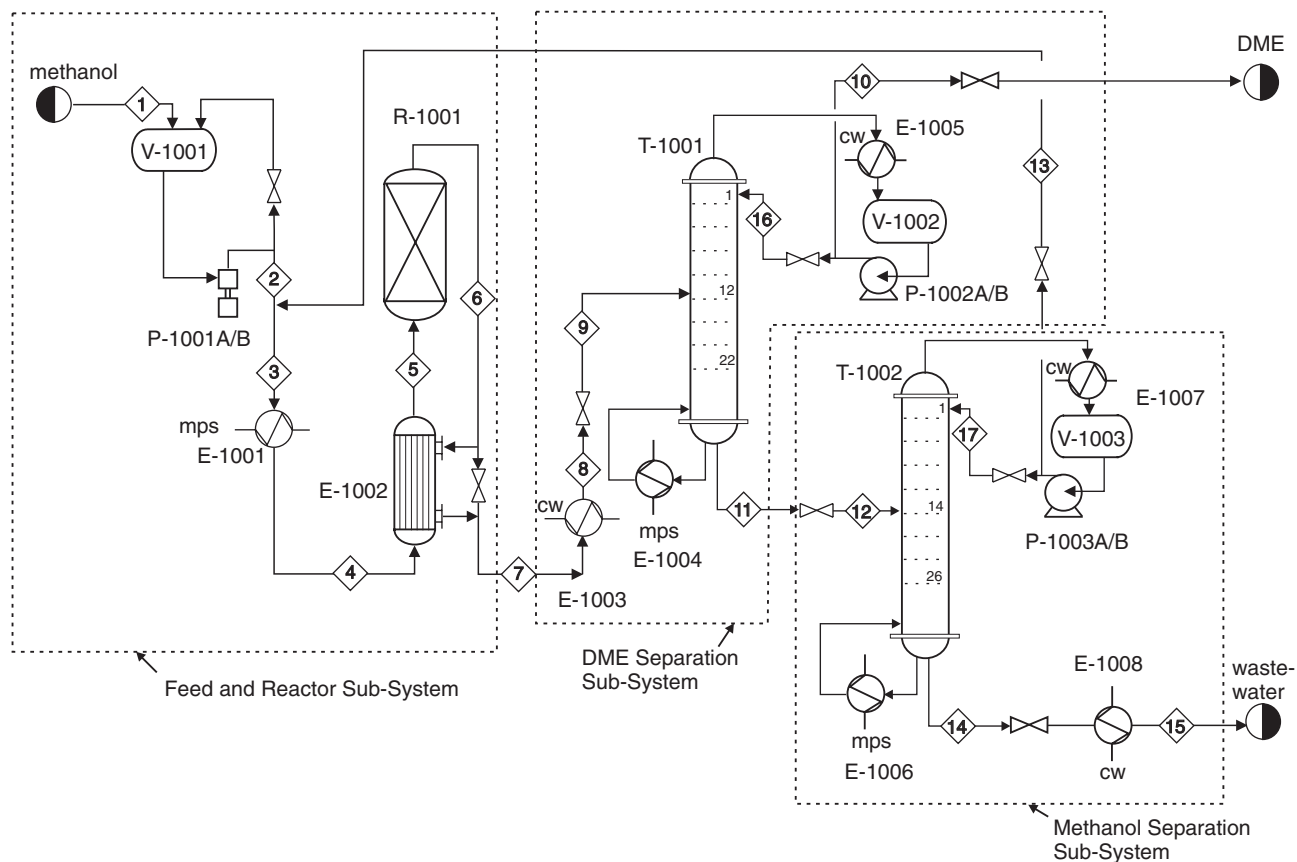 methanol
1
V-1001
R-1001
2
P-1001A/B
3
mps
E-1001
4
5
E-1002
6
7
Feed and Reactor Sub-System
cw
E-1003
8
9
T-1001
1
12
22
16
cw
E-1005
V-1002
P-1002A/B
10
DME
mps
E-1004
11
DME Separation
Sub-System
12
13
T-1002
1
14
26
17
cw
E-1007
V-1003
P-1003A/B
mps
E-1006
14
E-1008
cw
15
waste-
water
Methanol Separation
Sub-System